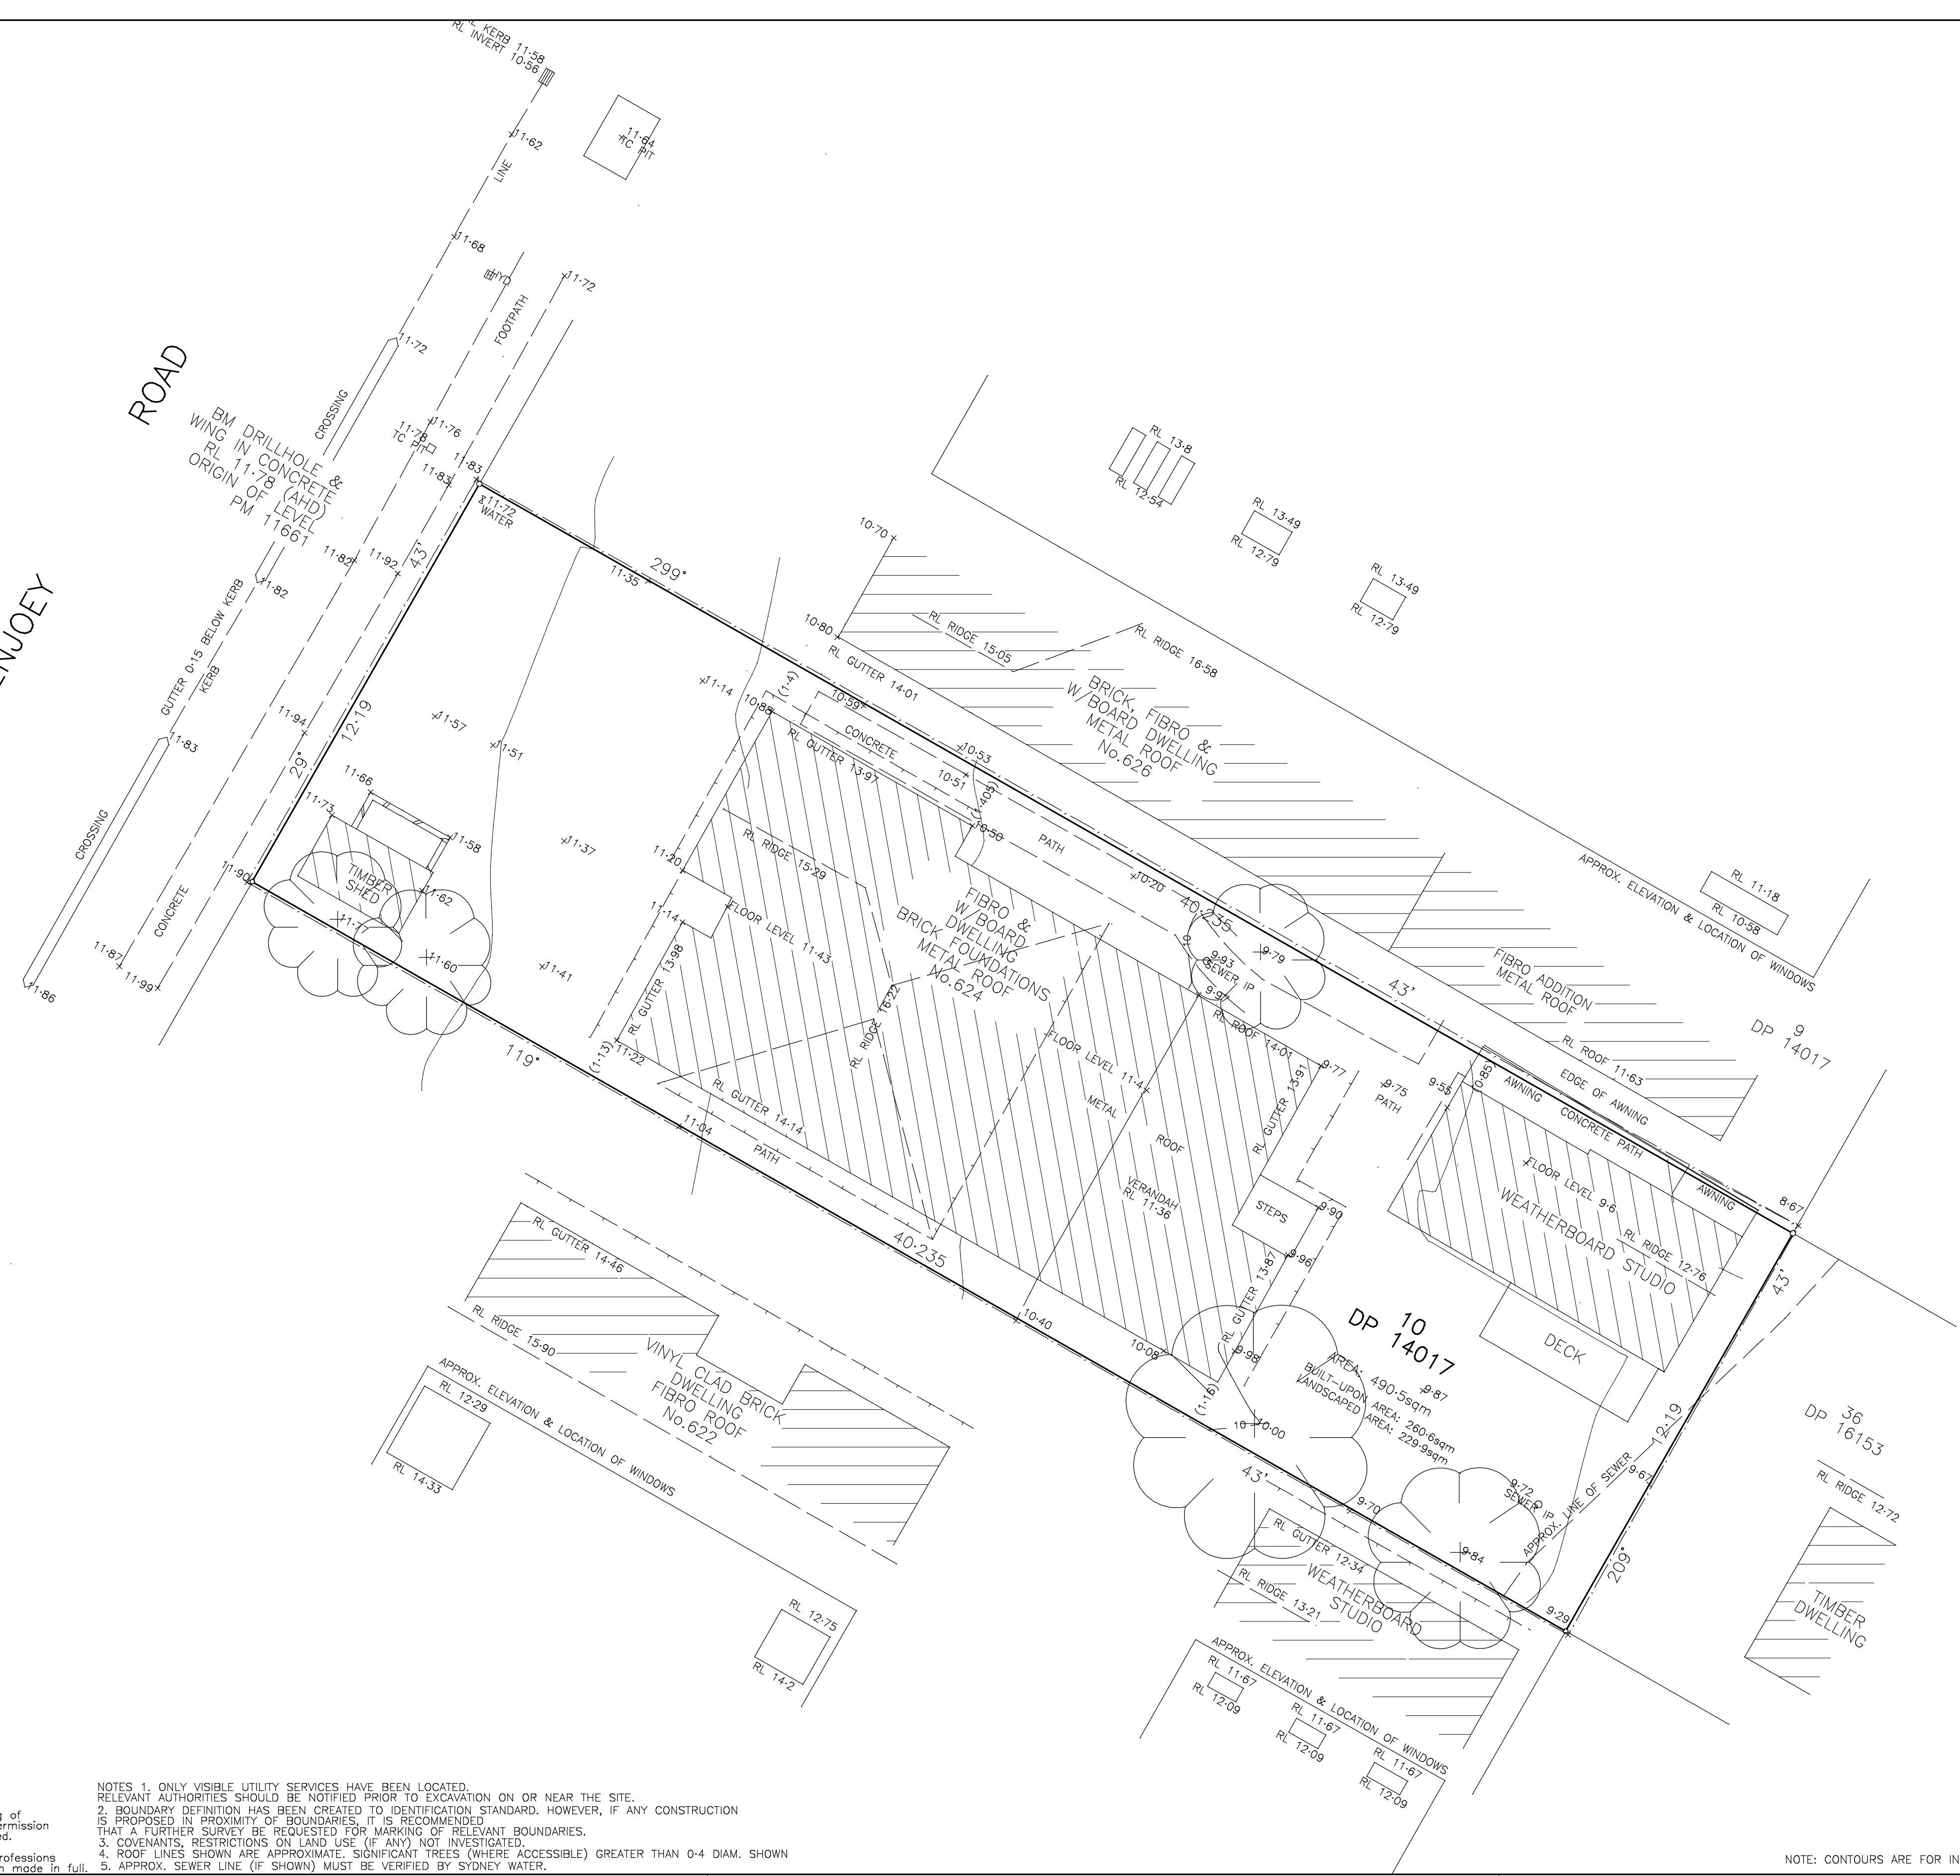 RL KERB 11·58
RL INVERT 10·56
11·62
11·64
TC PIT
LINE
11·68
HYD
11·72
FOOTPATH
11·72
ROAD
CROSSING
BM DRILLHOLE &
WING IN CONCRETE
RL 11·78 (AHD)
ORIGIN OF LEVEL
PM 11661
11·76
11·78
TC PIT
11·83
11·83
11·72
WATER
11·82
11·92
43'
11·82
GUTTER 0·15 BELOW KERB
KERB
11·94
11·83
12·19
29°
CROSSING
CONCRETE
11·90
11·87
11·99
11·86
299°
11·35
11·14
11·57
11·51
11·66
11·73
11·58
TIMBER
SHED
11·62
11·60
11·37
11·41
11·20
11·14
119°
10·70
10·80
RL GUTTER 14·01
RL RIDGE 15·05
RL RIDGE 16·58
BRICK, FIBRO &
W/BOARD DWELLING
METAL ROOF
No.626
RL 13·8
RL 12·54
RL 13·49
RL 12·79
RL 13·49
RL 12·79
RL 11·18
RL 10·58
APPROX. ELEVATION & LOCATION OF WINDOWS
FIBRO ADDITION
METAL ROOF
RL ROOF 11·63
9
DP 14017
EDGE OF AWNING
(1·4)
10·88
10·59
CONCRETE
RL GUTTER 13·97
10·53
10·51
(1·405)
10·50
PATH
10·20
40·235
RL RIDGE 15·29
FLOOR LEVEL 11·43
FIBRO &
W/BOARD
DWELLING
BRICK FOUNDATIONS
METAL ROOF
No.624
RL GUTTER 13·98
RL RIDGE 16·22
(1·13)
11·22
RL GUTTER 14·14
11·04
PATH
FLOOR LEVEL 11·4
METAL
ROOF
VERANDAH
RL 11·36
10
9·93
SEWER IP
9·79
9·97
RL ROOF 14·01
43'
9·77
RL GUTTER 13·91
9·75
PATH
9·55
AWNING
CONCRETE PATH
FLOOR LEVEL 9·6
RL RIDGE 12·76
WEATHERBOARD STUDIO
AWNING
8·67
DECK
43'
STEPS
9·90
9·96
RL GUTTER 13·87
9·98
10·08
(1·16)
10
10·00
10·40
40·235
10
DP 14017
AREA: 490·5sqm
BUILT-UPON AREA: 260·6sqm
LANDSCAPED AREA: 229·9sqm
9·87
12·19
APPROX. LINE OF SEWER
9·67
9·72
SEWER IP
9·70
9·84
43'
9·29
209°
36
DP 16153
RL RIDGE 12·72
TIMBER
DWELLING
RL GUTTER 14·46
RL RIDGE 15·90
VINYL CLAD BRICK
DWELLING
FIBRO ROOF
No.622
APPROX. ELEVATION & LOCATION OF WINDOWS
RL 12·29
RL 14·33
RL 12·75
RL 14·2
RL GUTTER 12·34
RL RIDGE 13·21
WEATHERBOARD
STUDIO
APPROX. ELEVATION & LOCATION OF WINDOWS
RL 11·67
RL 12·09
RL 11·67
RL 12·09
RL 11·67
RL 12·09
NOTES 1. ONLY VISIBLE UTILITY SERVICES HAVE BEEN LOCATED.
RELEVANT AUTHORITIES SHOULD BE NOTIFIED PRIOR TO EXCAVATION ON OR NEAR THE SITE.
2. BOUNDARY DEFINITION HAS BEEN CREATED TO IDENTIFICATION STANDARD. HOWEVER, IF ANY CONSTRUCTION
IS PROPOSED IN PROXIMITY OF BOUNDARIES, IT IS RECOMMENDED
THAT A FURTHER SURVEY BE REQUESTED FOR MARKING OF RELEVANT BOUNDARIES.
3. COVENANTS, RESTRICTIONS ON LAND USE (IF ANY) NOT INVESTIGATED.
4. ROOF LINES SHOWN ARE APPROXIMATE. SIGNIFICANT TREES (WHERE ACCESSIBLE) GREATER THAN 0·4 DIAM. SHOWN
5. APPROX. SEWER LINE (IF SHOWN) MUST BE VERIFIED BY SYDNEY WATER.
of
made in full.
NOTE: CONTOURS ARE FOR